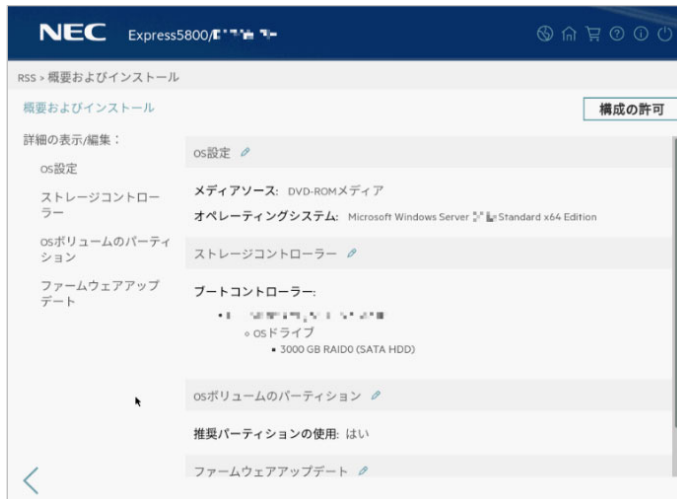 NEC Express5800/
RSS > 概要およびインストール
概要およびインストール
構成の許可
詳細の表示/編集：
OS設定
ストレージコントロー
ラー
OSボリュームのパーティ
ション
ファームウェアアップ
デート
OS設定
メディアソース: DVD-ROMメディア
オペレーティングシステム: Microsoft Windows Server Standard x64 Edition
ストレージコントローラー
ブートコントローラー:
OSドライブ
3000 GB RAID0 (SATA HDD)
OSボリュームのパーティション
推奨パーティションの使用: はい
ファームウェアアップデート